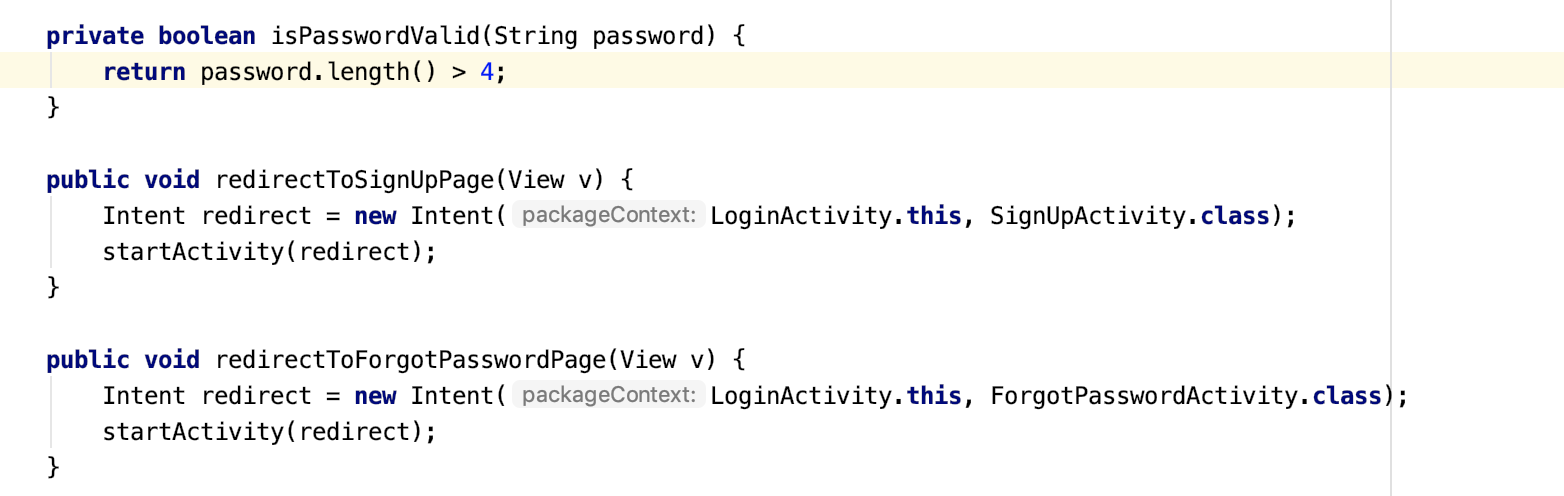 private boolean isPasswordValid(String password) {
return password.length() > 4;
}
public void redirectToSignUpPage(View v) {
Intent redirect = new Intent( packageContext: LoginActivity.this, SignUpActivity.class);
startActivity(redirect);
}
public void redirectToForgotPasswordPage(View v) {
Intent redirect = new Intent( packageContext: LoginActivity.this, ForgotPasswordActivity.class);
startActivity(redirect);
}